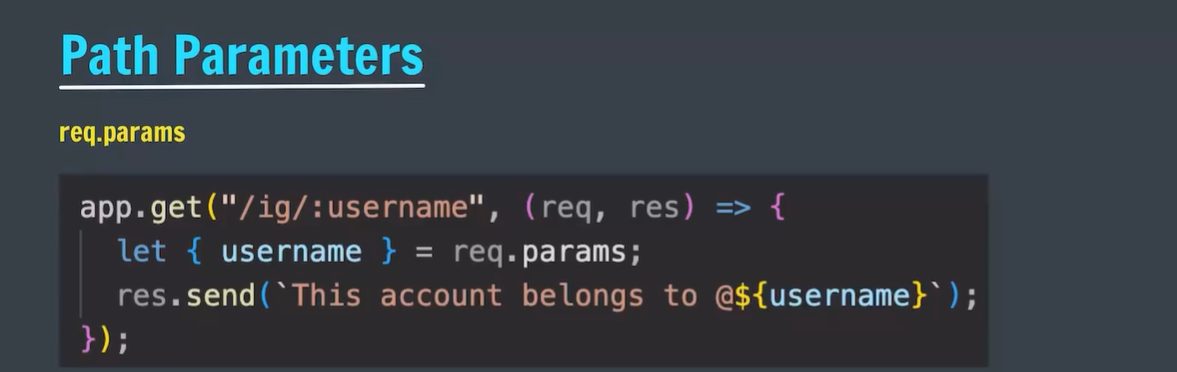 Path Parameters
req.params
app.get("/ig/:username", (req, res) => {
  let { username } = req.params;
  res.send(`This account belongs to @${username}`);
});